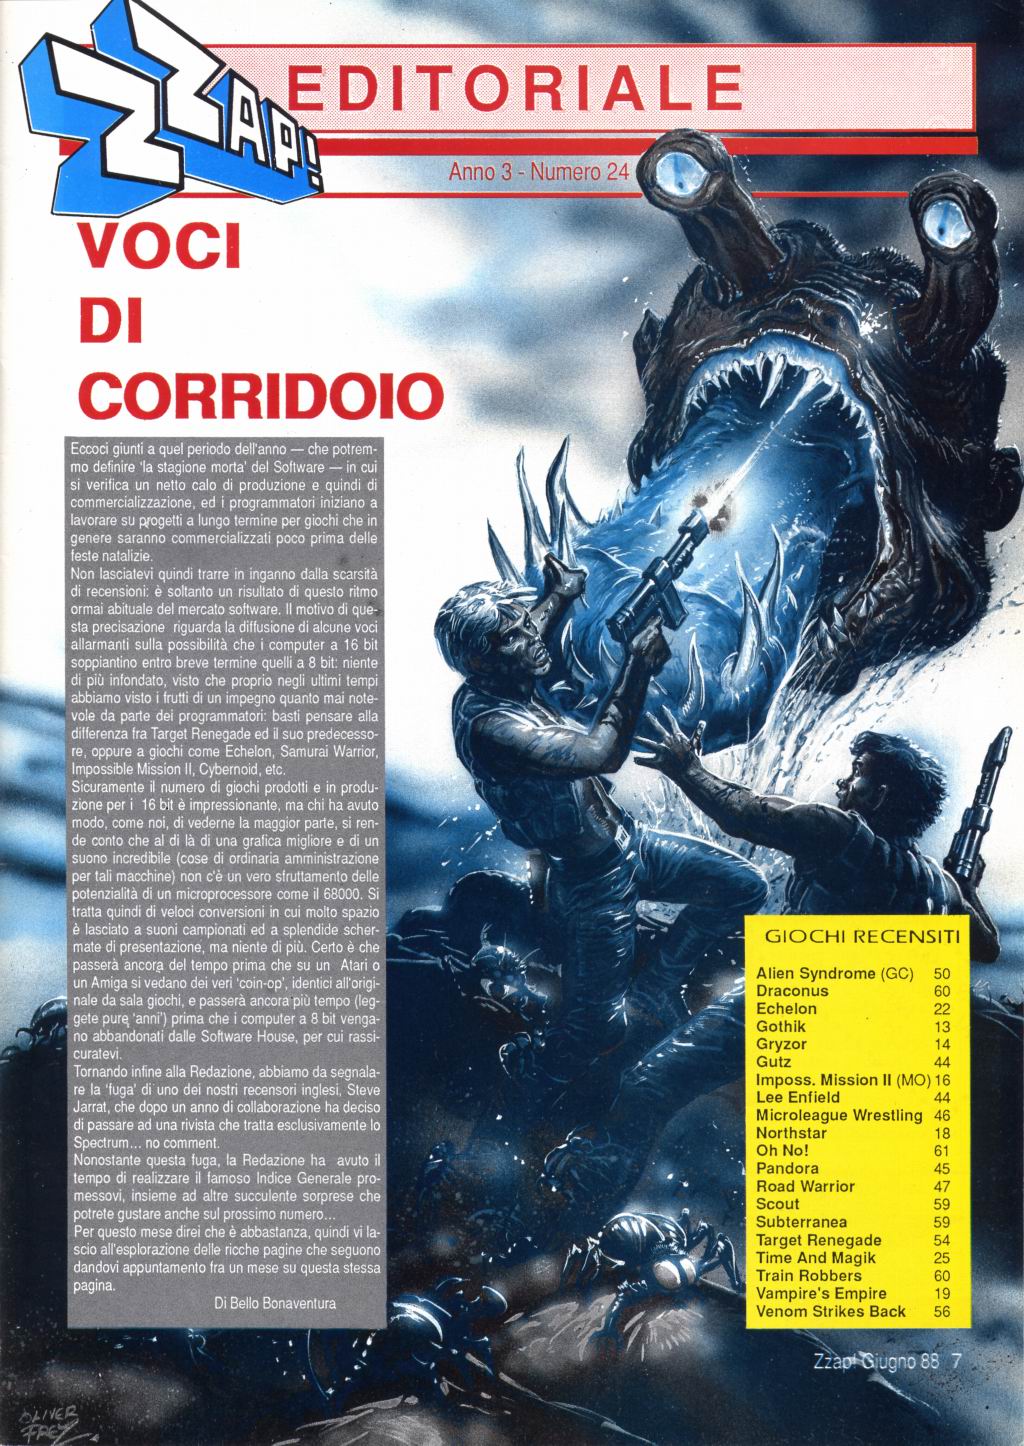 ZZAP!
EDITORIALE
Anno 3 - Numero 24
VOCI
DI
CORRIDOIO
Eccoci giunti a quel periodo dell'anno — che potrem-
mo definire 'la stagione morta' del Software — in cui
si verifica un netto calo di produzione e quindi di
commercializzazione, ed i programmatori iniziano a
lavorare su progetti a lungo termine per giochi che in
genere saranno commercializzati poco prima delle
feste natalizie.
Non lasciatevi quindi trarre in inganno dalla scarsità
di recensioni: è soltanto un risultato di questo ritmo
ormai abituale del mercato software. Il motivo di que-
sta precisazione riguarda la diffusione di alcune voci
allarmanti sulla possibilità che i computer a 16 bit
soppiantino entro breve termine quelli a 8 bit: niente
di più infondato, visto che proprio negli ultimi tempi
abbiamo visto i frutti di un impegno quanto mai note-
vole da parte dei programmatori: basti pensare alla
differenza fra Target Renegade ed il suo predecesso-
re, oppure a giochi come Echelon, Samurai Warrior,
Impossible Mission II, Cybernoid, etc.
Sicuramente il numero di giochi prodotti e in produ-
zione per i 16 bit è impressionante, ma chi ha avuto
modo, come noi, di vederne la maggior parte, si ren-
de conto che al di là di una grafica migliore e di un
suono incredibile (cose di ordinaria amministrazione
per tali macchine) non c'è un vero sfruttamento delle
potenzialità di un microprocessore come il 68000. Si
tratta quindi di veloci conversioni in cui molto spazio
è lasciato a suoni campionati ed a splendide scher-
mate di presentazione, ma niente di più. Certo è che
passerà ancora del tempo prima che su un Atari o
un Amiga si vedano dei veri 'coin-op', identici all'origi-
nale da sala giochi, e passerà ancora più tempo (leg-
gete pure 'anni') prima che i computer a 8 bit venga-
no abbandonati dalle Software House, per cui rassi-
curatevi.
Tornando infine alla Redazione, abbiamo da segnala-
re la 'fuga' di uno dei nostri recensori inglesi, Steve
Jarrat, che dopo un anno di collaborazione ha deciso
di passare ad una rivista che tratta esclusivamente lo
Spectrum... no comment.
Nonostante questa fuga, la Redazione ha avuto il
tempo di realizzare il famoso Indice Generale pro-
messovi, insieme ad altre succulente sorprese che
potrete gustare anche sul prossimo numero...
Per questo mese direi che è abbastanza, quindi vi la-
scio all'esplorazione delle ricche pagine che seguono
dandovi appuntamento fra un mese su questa stessa
pagina.
Di Bello Bonaventura
GIOCHI RECENSITI
Alien Syndrome (GC) 50
Draconus 60
Echelon 22
Gothik 13
Gryzor 14
Gutz 44
Imposs. Mission II (MO) 16
Lee Enfield 44
Microleague Wrestling 46
Northstar 18
Oh No! 61
Pandora 45
Road Warrior 47
Scout 59
Subterranea 59
Target Renegade 54
Time And Magik 25
Train Robbers 60
Vampire's Empire 19
Venom Strikes Back 56
Zzap! Giugno 88 7
OLIVER
FREY